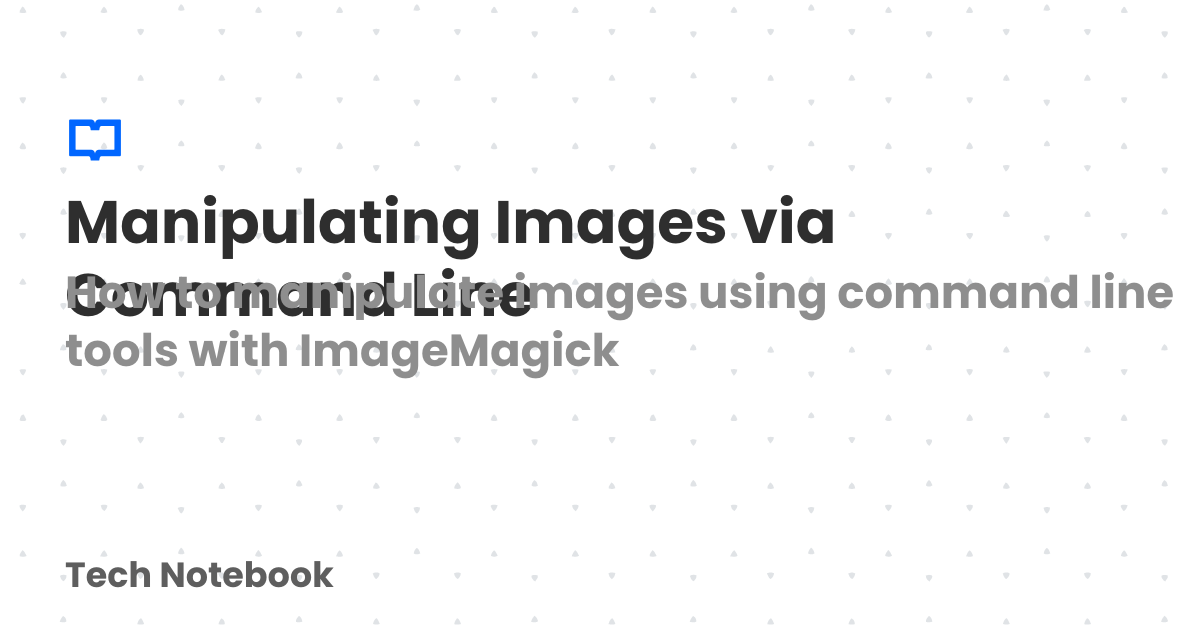 Manipulating Images via
Command Line
How to manipulate images using command line
tools with ImageMagick
Tech Notebook